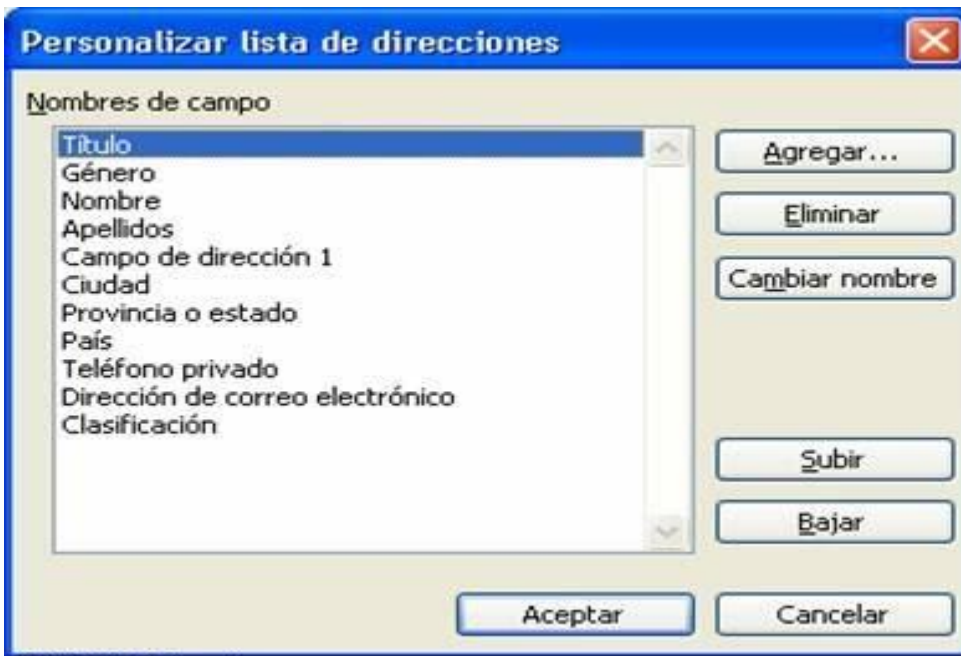 Personalizar lista de direcciones
Nombres de campo
Título
Género
Nombre
Apellidos
Campo de dirección 1
Ciudad
Provincia o estado
País
Teléfono privado
Dirección de correo electrónico
Clasificación
Agregar...
Eliminar
Cambiar nombre
Subir
Bajar
Aceptar
Cancelar